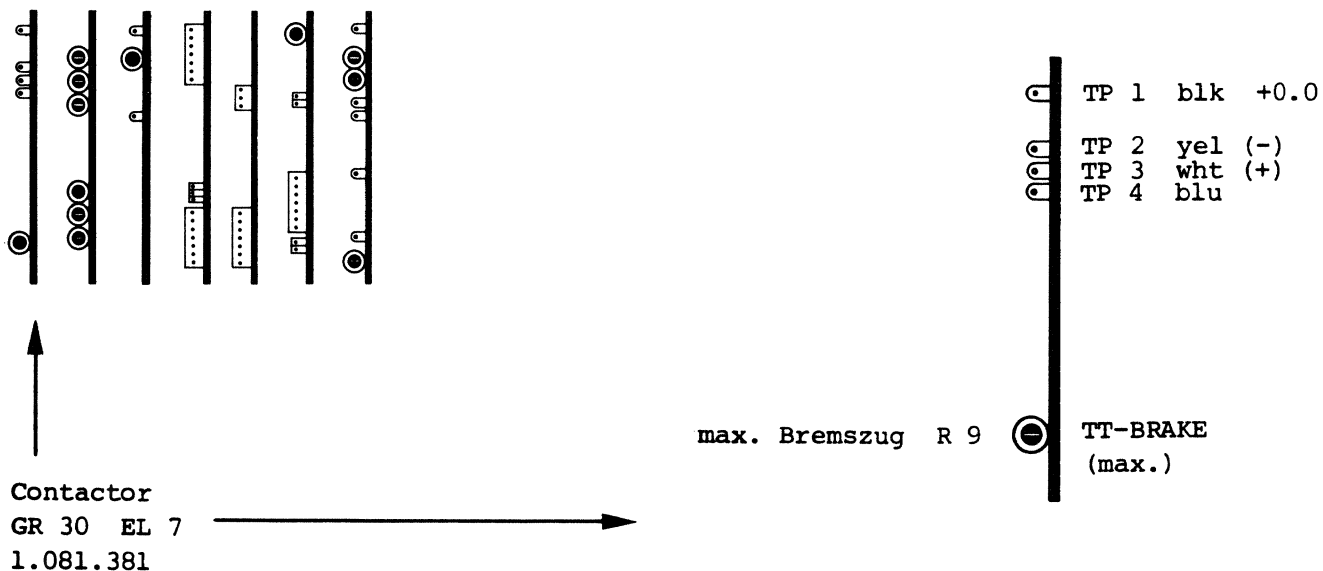 TP 1 blk +0.0
TP 2 yel (-)
TP 3 wht (+)
TP 4 blu
max. Bremszug R 9
TT-BRAKE
(max.)
Contactor
GR 30 EL 7
1.081.381